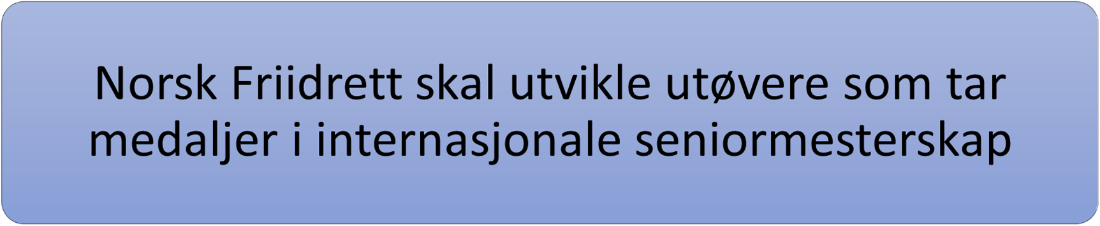 Norsk Friidrett skal utvikle utøvere som tar
medaljer i internasjonale seniormesterskap